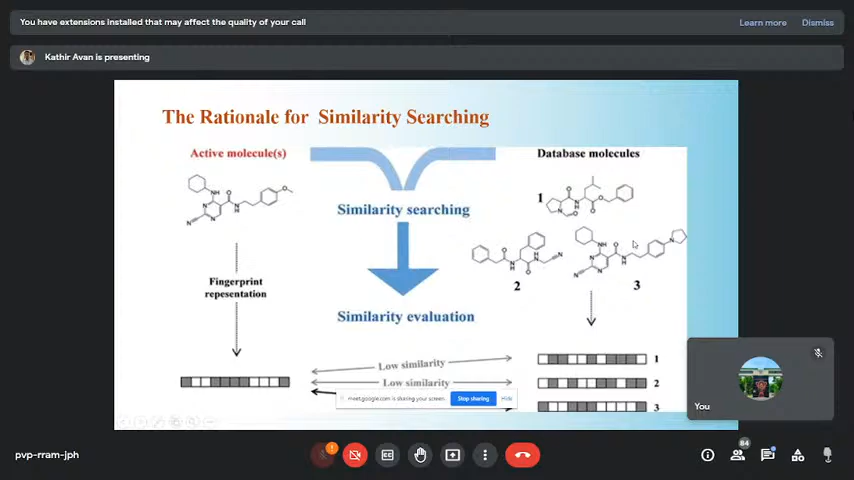 You have extensions installed that may affect the quality of your call
Learn more
Dismiss
Kathir Avan is presenting
The Rationale for Similarity Searching
Active molecule(s)
Database molecules
Similarity searching
1
2
3
Fingerprint
repesentation
Similarity evaluation
Low similarity
1
Low similarity
2
meet.google.com is sharing your screen.
Stop sharing
Hide
3
You
pvp-rram-jph
84